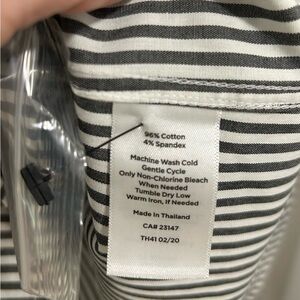 96% Cotton
4% Spandex
Machine Wash Cold
Gentle Cycle
Only Non-Chlorine Bleach
When Needed
Tumble Dry Low
Warm Iron, If Needed
Made in Thailand
CA# 23147
TH41 02/20